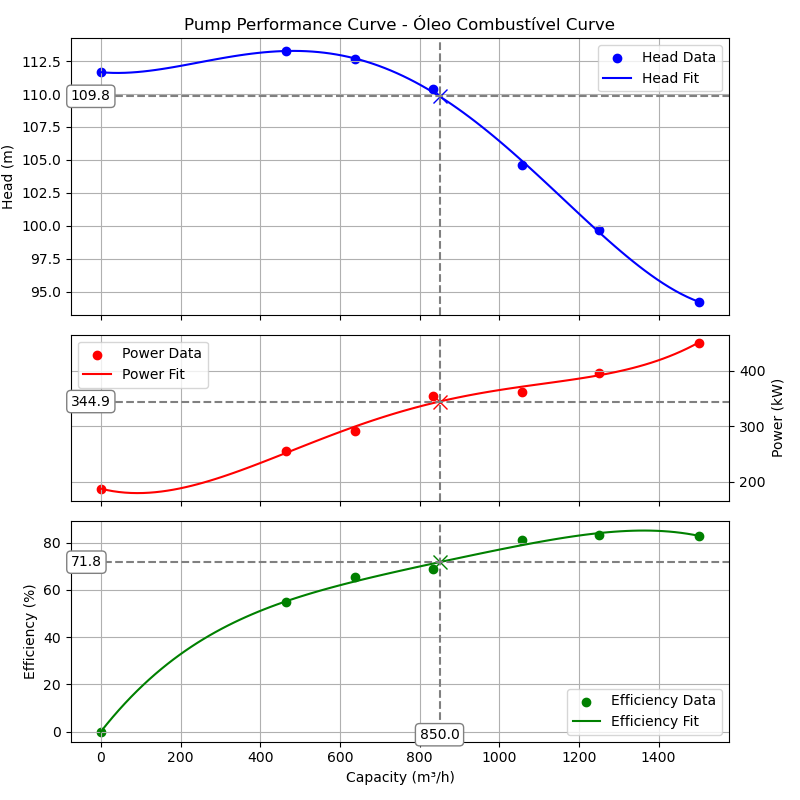 Pump Performance Curve - Óleo Combustível Curve
Head (m)
112.5
110.0
107.5
105.0
102.5
100.0
97.5
95.0
109.8
Head Data
Head Fit
Power Data
Power Fit
344.9
400
300
200
Power (kW)
Efficiency (%)
80
60
40
20
0
71.8
Efficiency Data
Efficiency Fit
850.0
0 200 400 600 800 1000 1200 1400
Capacity (m³/h)